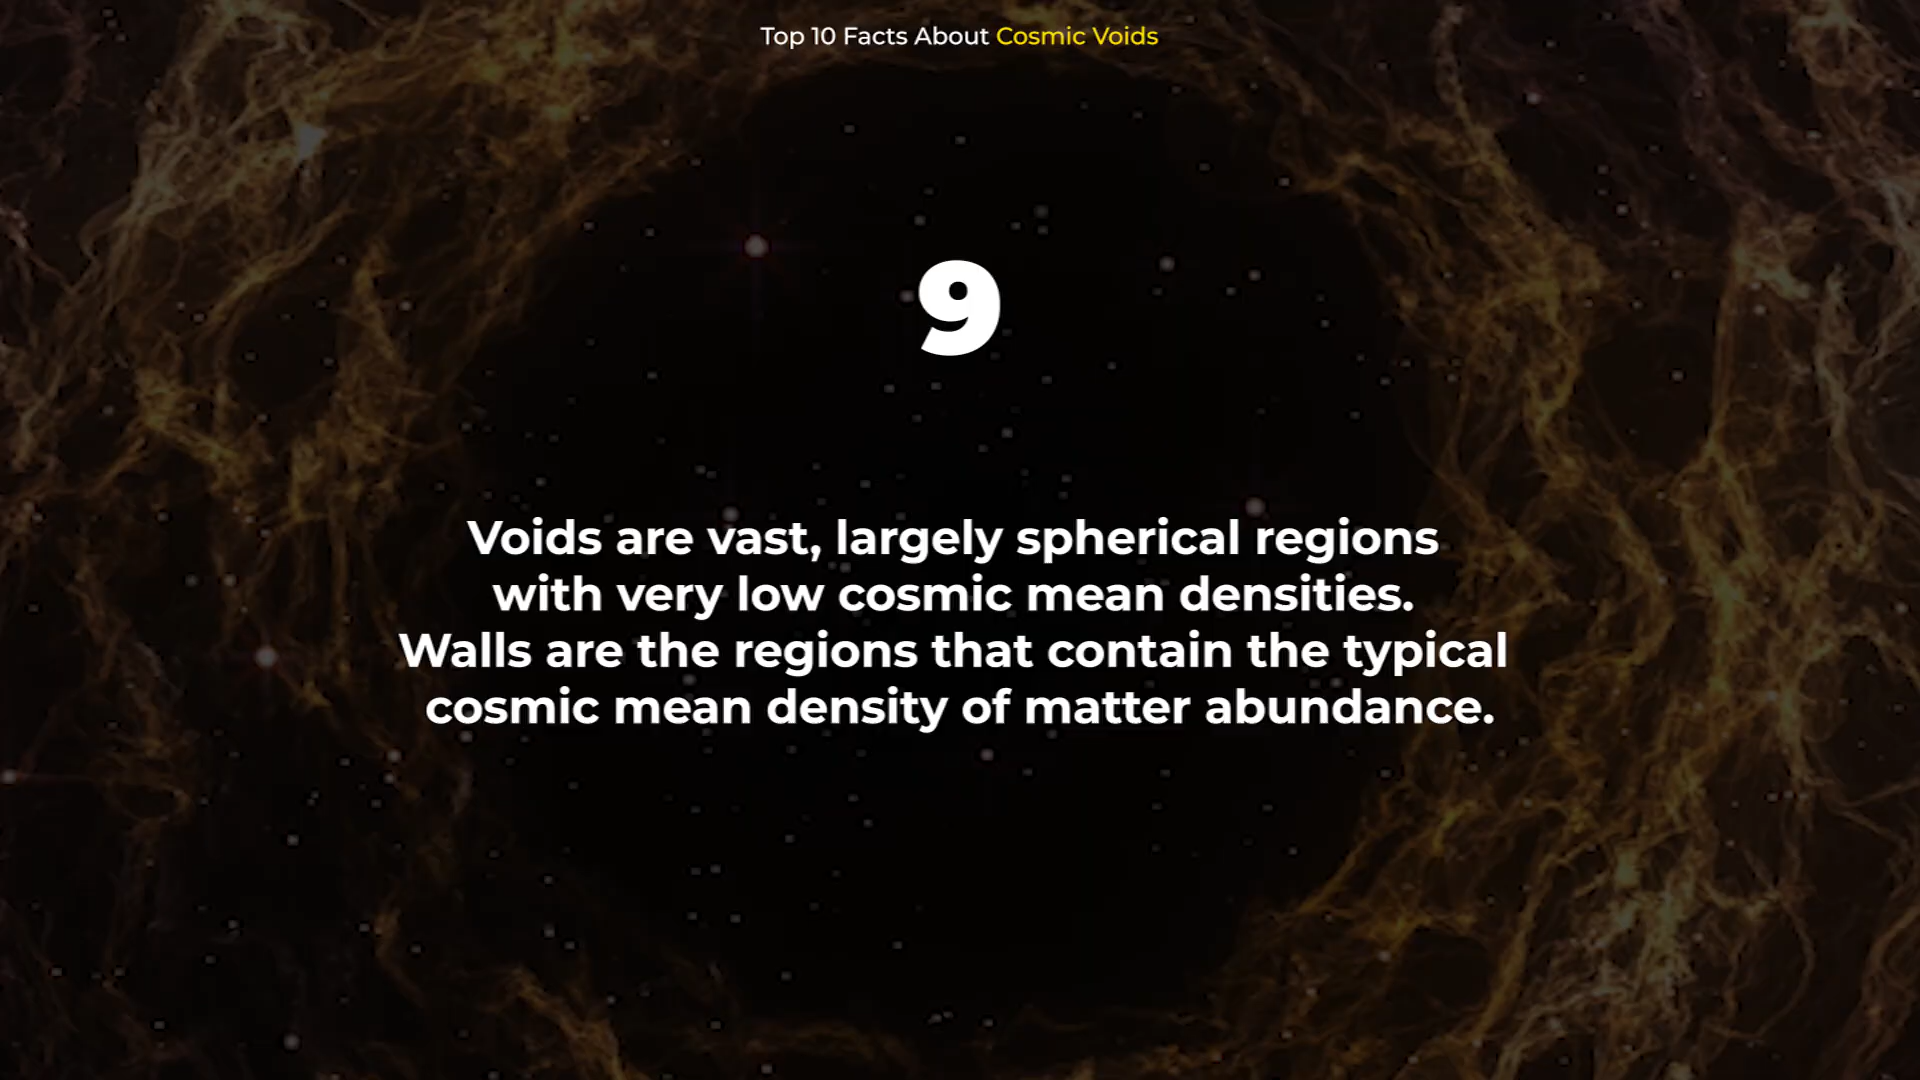 Top 10 Facts About Cosmic Voids
9
Voids are vast, largely spherical regions
with very low cosmic mean densities.
Walls are the regions that contain the typical
cosmic mean density of matter abundance.